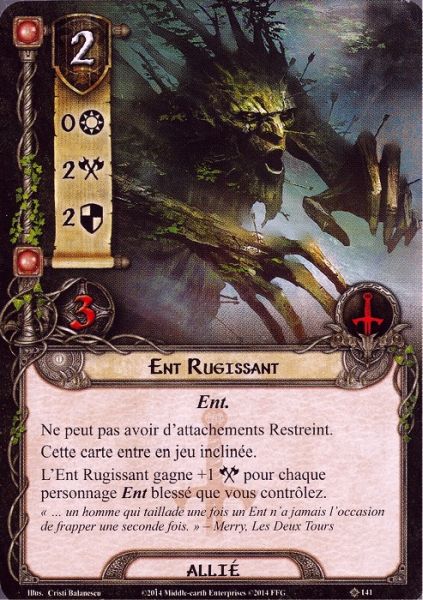 2
0
2
2
3
Ent Rugissant
Ent.
Ne peut pas avoir d'attachements Restreint.
Cette carte entre en jeu inclinée.
L'Ent Rugissant gagne +1 pour chaque
personnage Ent blessé que vous contrôlez.
« ... un homme qui taillade une fois un Ent n'a jamais l'occasion
de frapper une seconde fois. » – Merry, Les Deux Tours
ALLIÉ
Illus. Cristi Balanescu ©2014 Middle-earth Enterprises ©2014 FFG 141